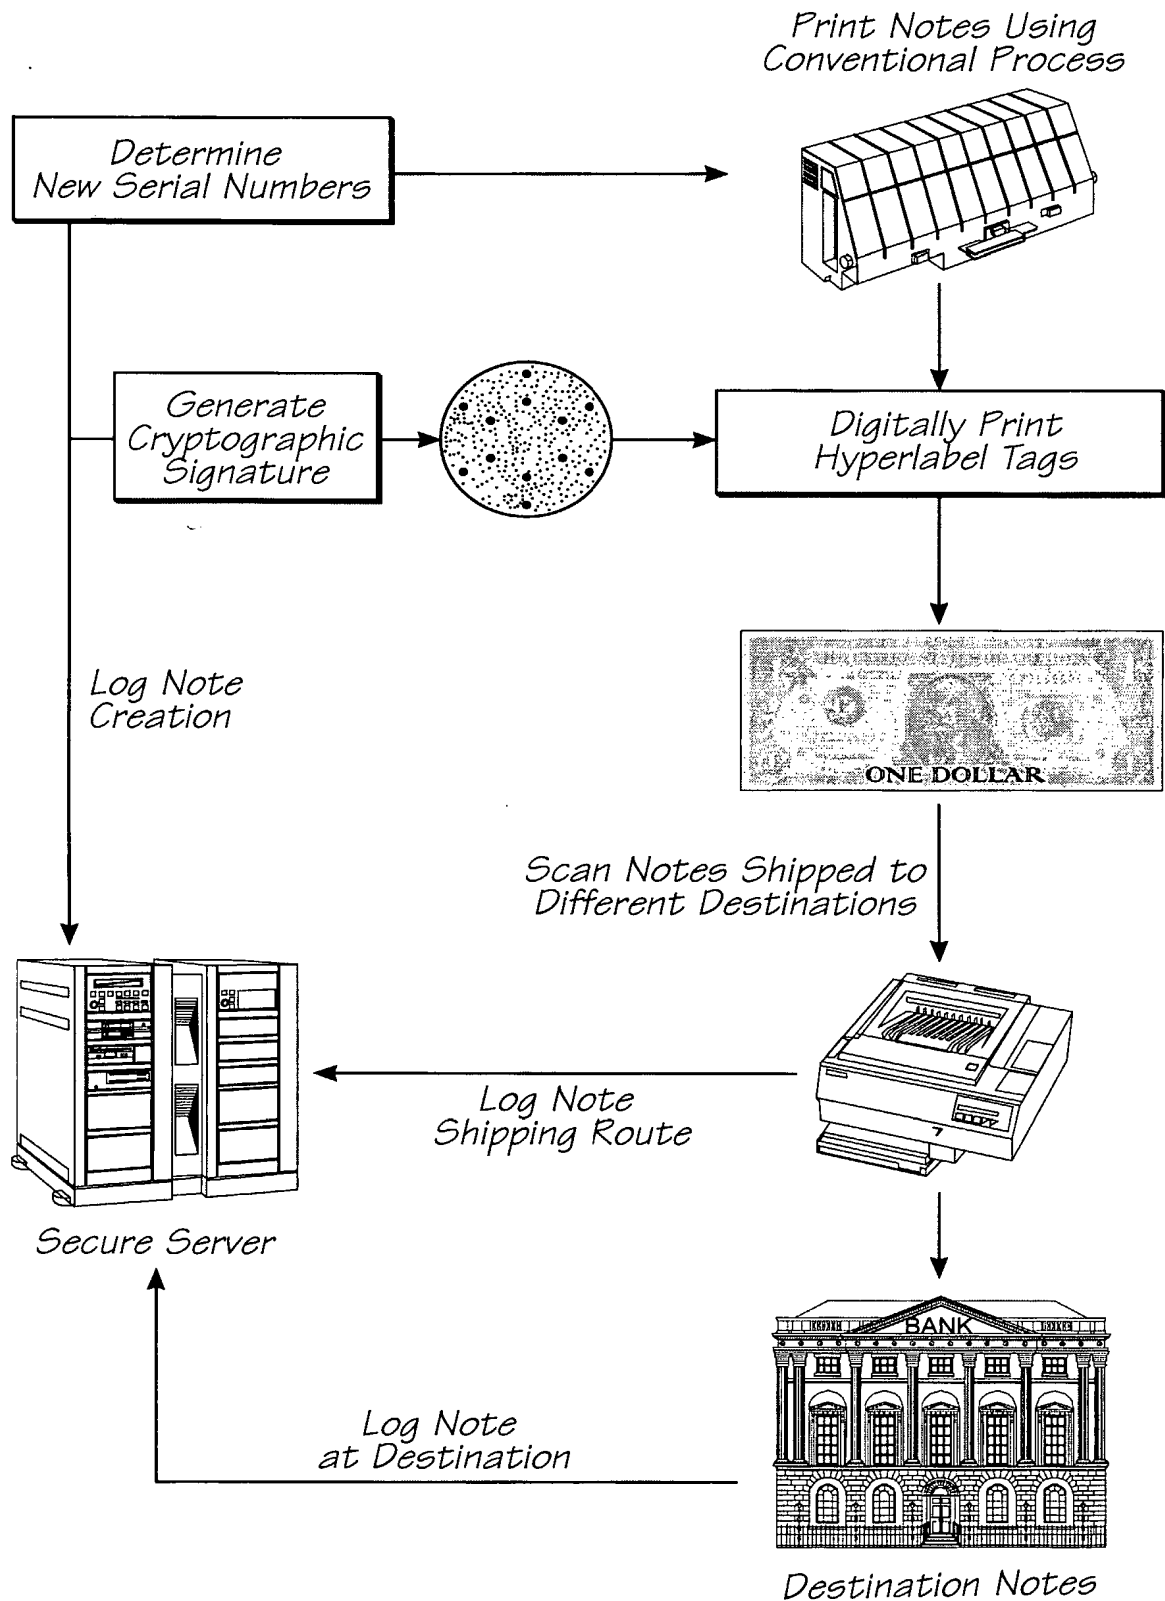 Print Notes Using
Conventional Process
Determine
New Serial Numbers
Generate
Cryptographic
Signature
Digitally Print
Hyperlabel Tags
Log Note
Creation
ONE DOLLAR
Scan Notes Shipped to
Different Destinations
Log Note
Shipping Route
Secure Server
BANK
Log Note
at Destination
Destination Notes